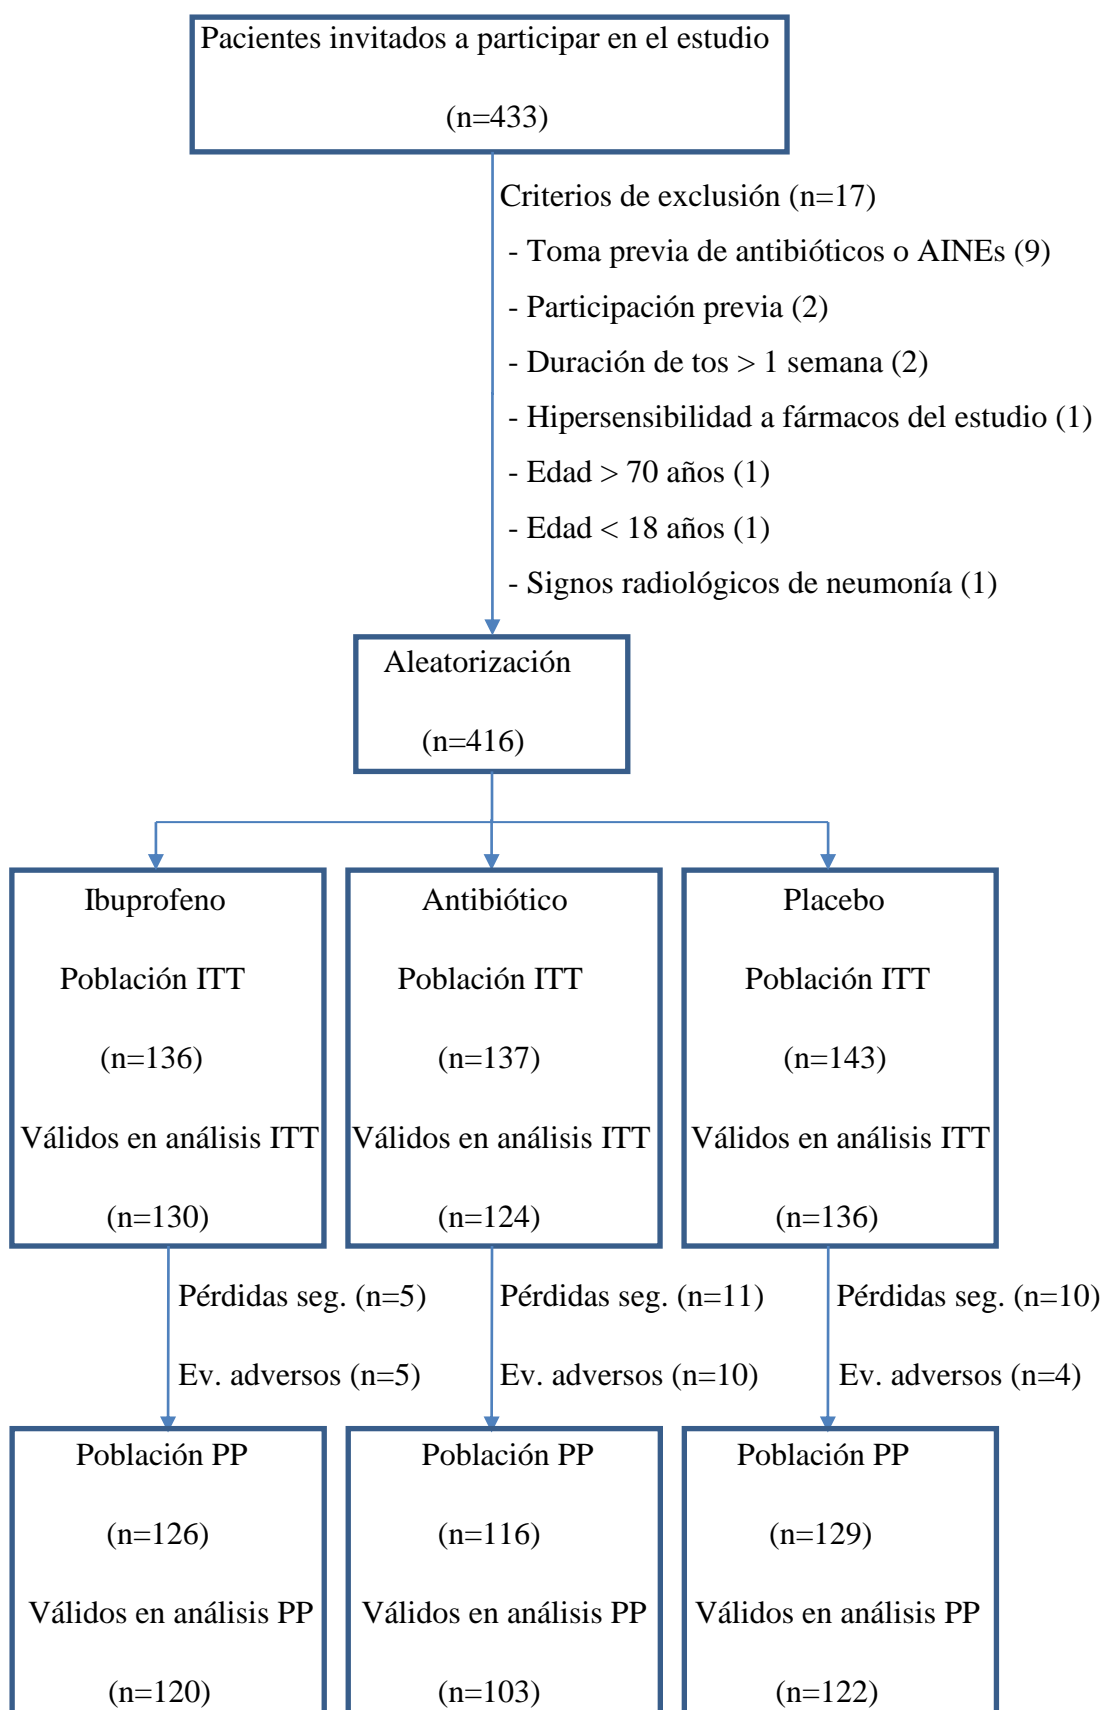 Pacientes invitados a participar en el estudio
(n=433)
Criterios de exclusión (n=17)
- Toma previa de antibióticos o AINEs (9)
- Participación previa (2)
- Duración de tos > 1 semana (2)
- Hipersensibilidad a fármacos del estudio (1)
- Edad > 70 años (1)
- Edad < 18 años (1)
- Signos radiológicos de neumonía (1)
Aleatorización
(n=416)
Ibuprofeno
Población ITT
(n=136)
Válidos en análisis ITT
(n=130)
Antibiótico
Población ITT
(n=137)
Válidos en análisis ITT
(n=124)
Placebo
Población ITT
(n=143)
Válidos en análisis ITT
(n=136)
Pérdidas seg. (n=5)
Ev. adversos (n=5)
Pérdidas seg. (n=11)
Ev. adversos (n=10)
Pérdidas seg. (n=10)
Ev. adversos (n=4)
Población PP
(n=126)
Válidos en análisis PP
(n=120)
Población PP
(n=116)
Válidos en análisis PP
(n=103)
Población PP
(n=129)
Válidos en análisis PP
(n=122)